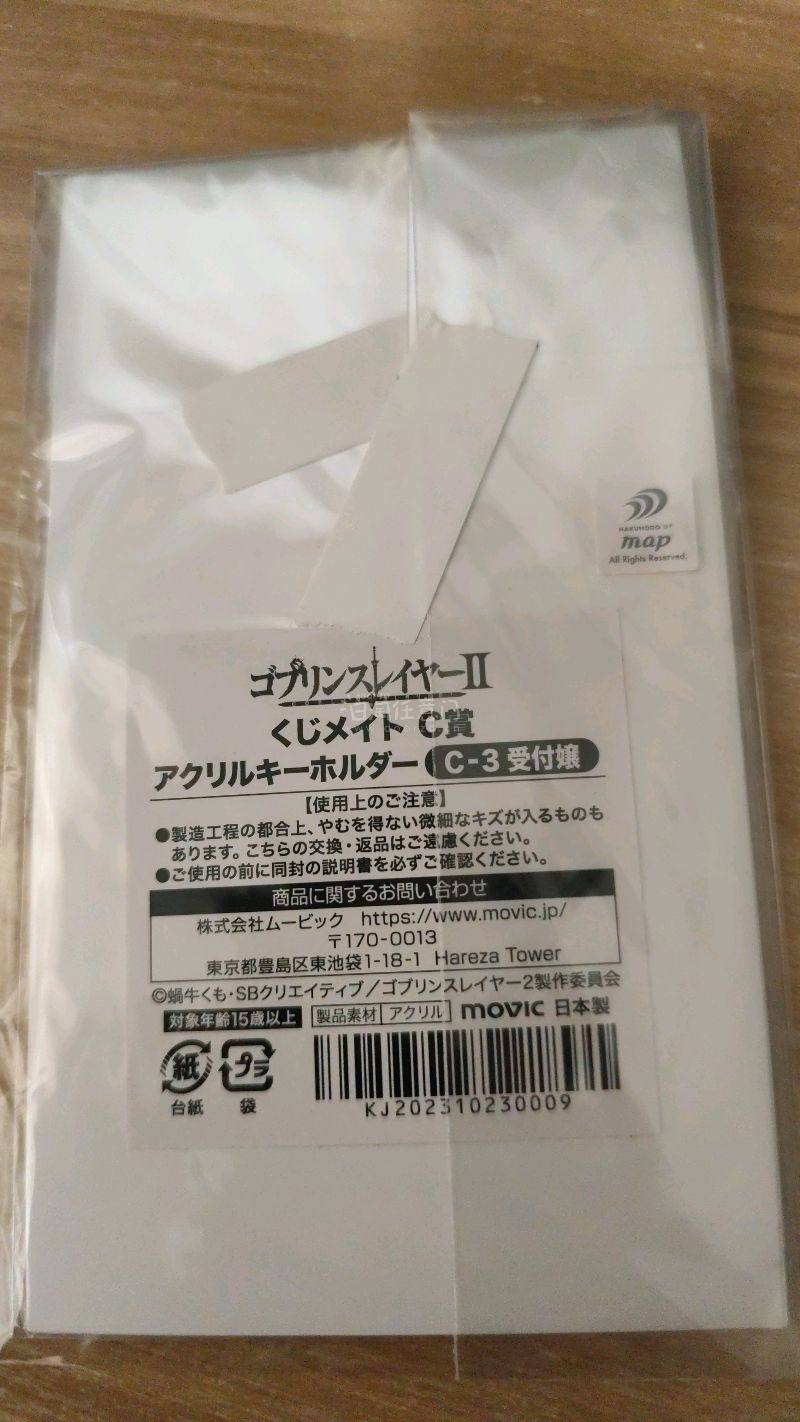 HAKUHODO DY
map
All Rights Reserved.
ゴブリンスレイヤーII
くじメイト C賞
アクリルキーホルダー C-3 受付嬢
【使用上のご注意】
●製造工程の都合上、やむを得ない微細なキズが入るものも
あります。こちらの交換・返品はご遠慮ください。
●ご使用の前に同封の説明書を必ずご確認ください。
商品に関するお問い合わせ
株式会社ムービック https://www.movic.jp/
〒170-0013
東京都豊島区東池袋1-18-1 Hareza Tower
©蝸牛くも・SBクリエイティブ/ゴブリンスレイヤー2製作委員会
対象年齢15歳以上 製品素材 アクリル movic 日本製
紙 プラ
台紙 袋
KJ202310230009